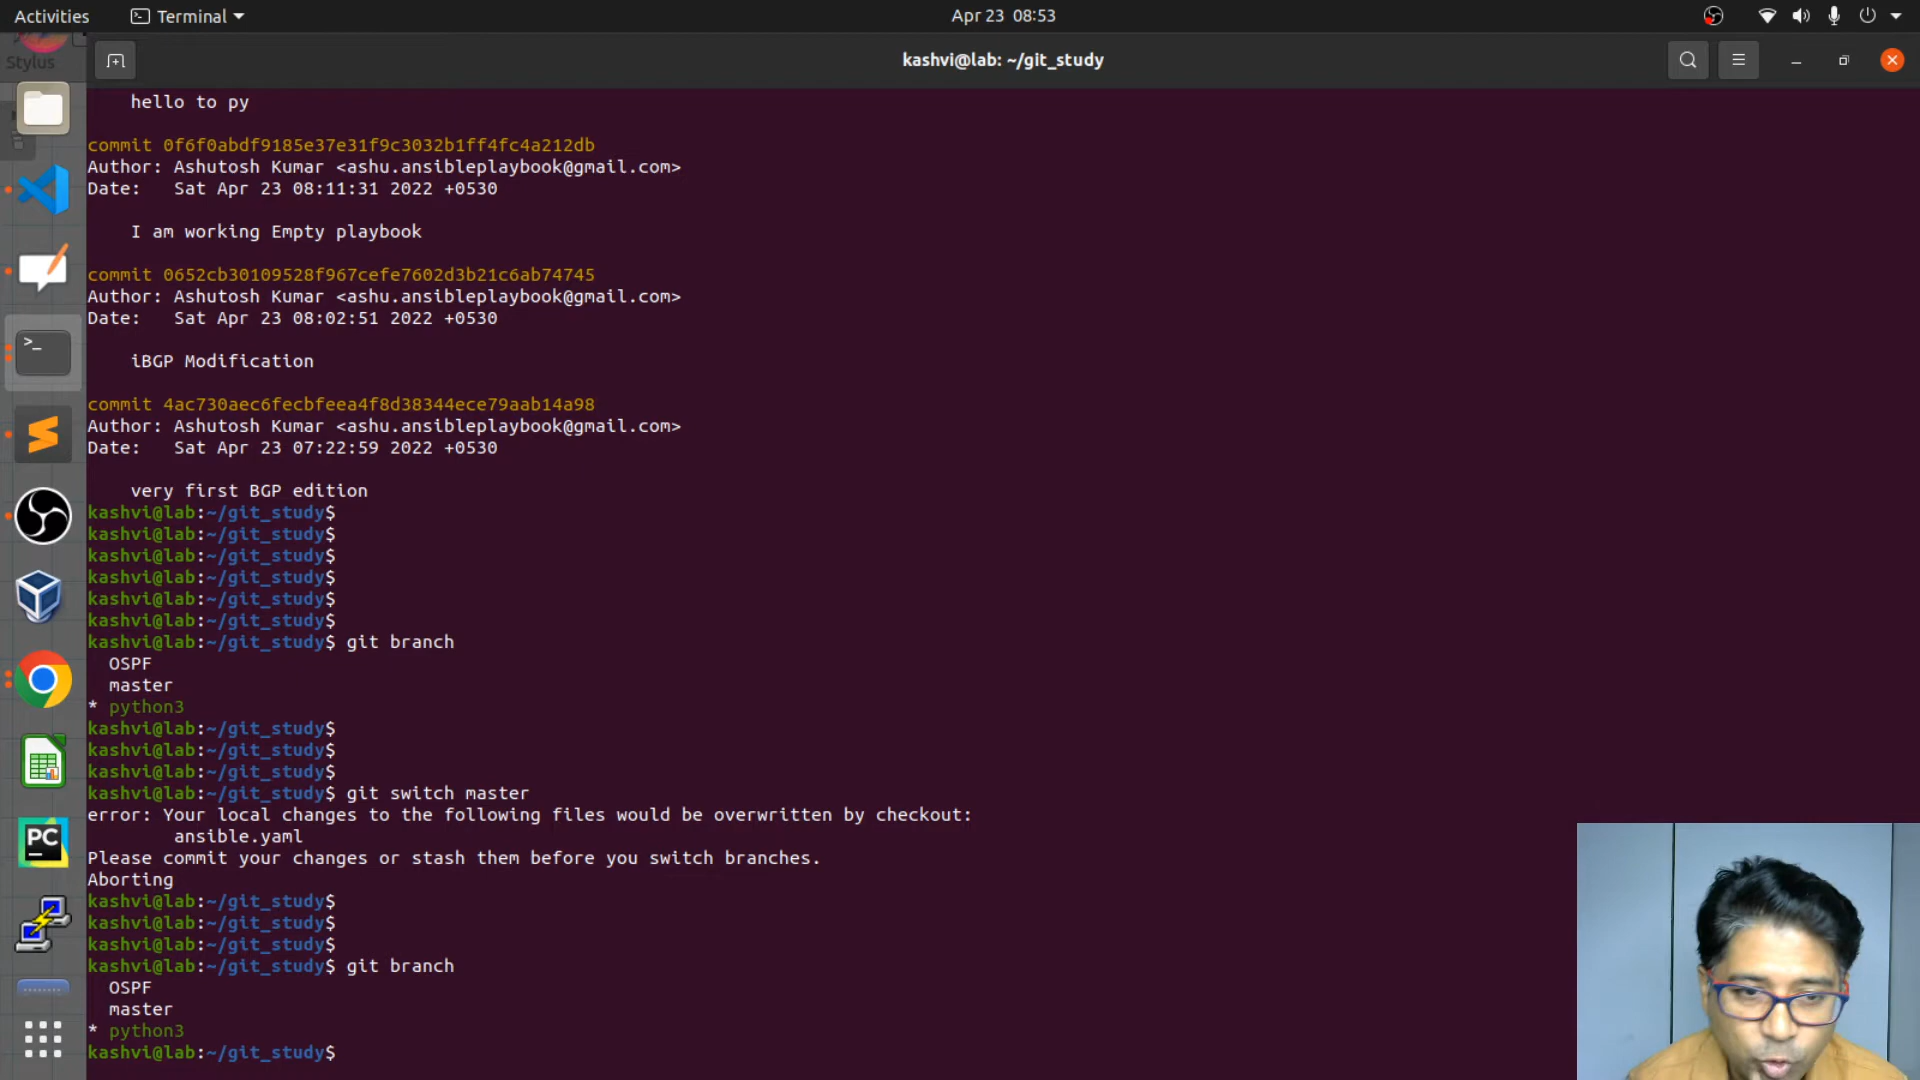 Activities
Terminal
Apr 23 08:53
Stylus
kashvi@lab: ~/git_study
hello to py
commit 0f6f0abdf9185e37e31f9c3032b1ff4fc4a212db
Author: Ashutosh Kumar <ashu.ansibleplaybook@gmail.com>
Date:   Sat Apr 23 08:11:31 2022 +0530
I am working Empty playbook
commit 0652cb30109528f967cefe7602d3b21c6ab74745
Author: Ashutosh Kumar <ashu.ansibleplaybook@gmail.com>
Date:   Sat Apr 23 08:02:51 2022 +0530
iBGP Modification
commit 4ac730aec6fecbfeea4f8d38344ece79aab14a98
Author: Ashutosh Kumar <ashu.ansibleplaybook@gmail.com>
Date:   Sat Apr 23 07:22:59 2022 +0530
very first BGP edition
kashvi@lab:~/git_study$
kashvi@lab:~/git_study$
kashvi@lab:~/git_study$
kashvi@lab:~/git_study$
kashvi@lab:~/git_study$
kashvi@lab:~/git_study$
kashvi@lab:~/git_study$ git branch
OSPF
master
* python3
kashvi@lab:~/git_study$
kashvi@lab:~/git_study$
kashvi@lab:~/git_study$
kashvi@lab:~/git_study$ git switch master
error: Your local changes to the following files would be overwritten by checkout:
ansible.yaml
Please commit your changes or stash them before you switch branches.
Aborting
kashvi@lab:~/git_study$
kashvi@lab:~/git_study$
kashvi@lab:~/git_study$
kashvi@lab:~/git_study$ git branch
OSPF
master
* python3
kashvi@lab:~/git_study$
PC